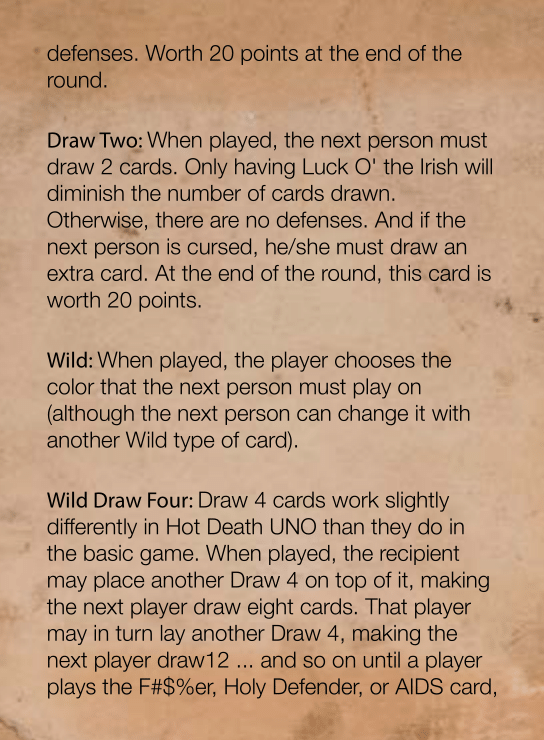 defenses. Worth 20 points at the end of the
round.
Draw Two: When played, the next person must
draw 2 cards. Only having Luck O' the Irish will
diminish the number of cards drawn.
Otherwise, there are no defenses. And if the
next person is cursed, he/she must draw an
extra card. At the end of the round, this card is
worth 20 points.
Wild: When played, the player chooses the
color that the next person must play on
(although the next person can change it with
another Wild type of card).
Wild Draw Four: Draw 4 cards work slightly
differently in Hot Death UNO than they do in
the basic game. When played, the recipient
may place another Draw 4 on top of it, making
the next player draw eight cards. That player
may in turn lay another Draw 4, making the
next player draw12 ... and so on until a player
plays the F#$%er, Holy Defender, or AIDS card,